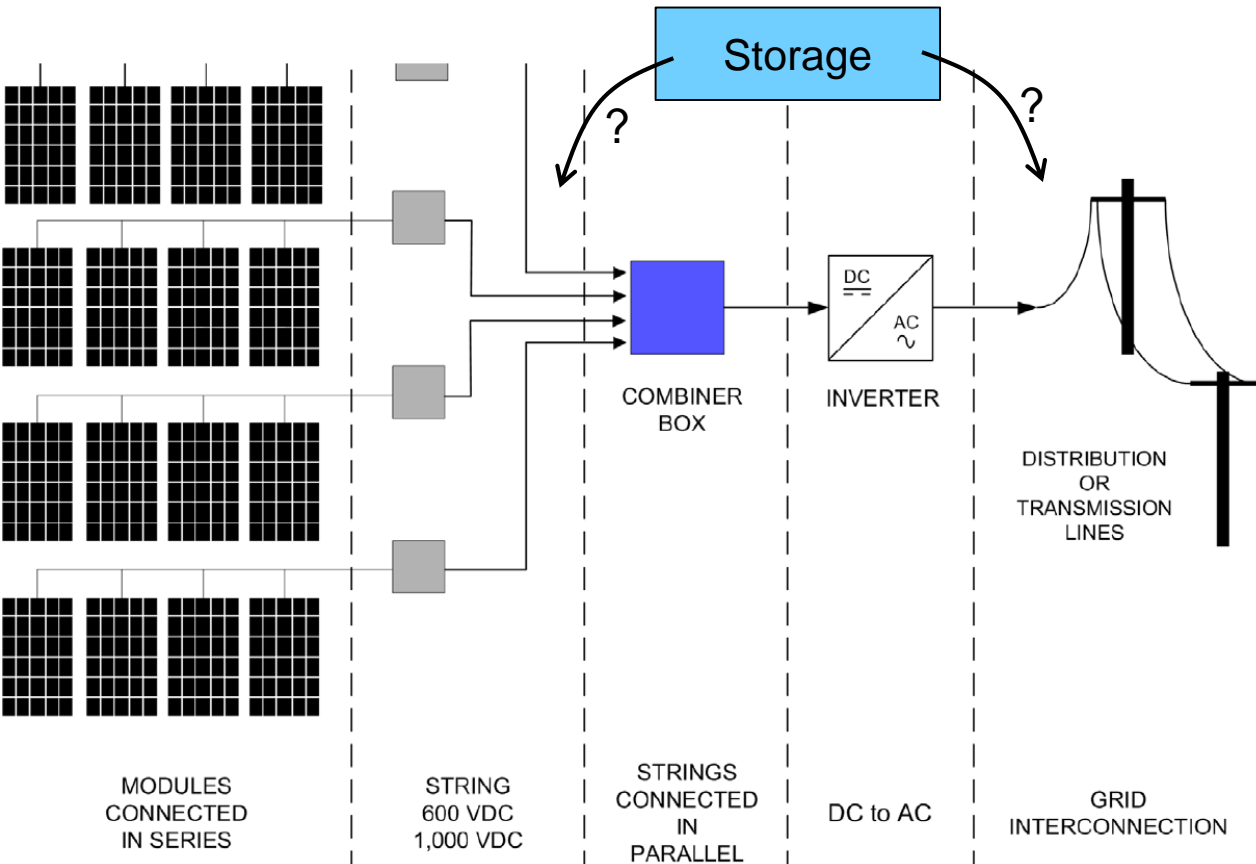 Storage
?
?
DC
AC
COMBINER
BOX
INVERTER
DISTRIBUTION
OR
TRANSMISSION
LINES
MODULES
CONNECTED
IN SERIES
STRING
600 VDC
1,000 VDC
STRINGS
CONNECTED
IN
PARALLEL
DC to AC
GRID
INTERCONNECTION